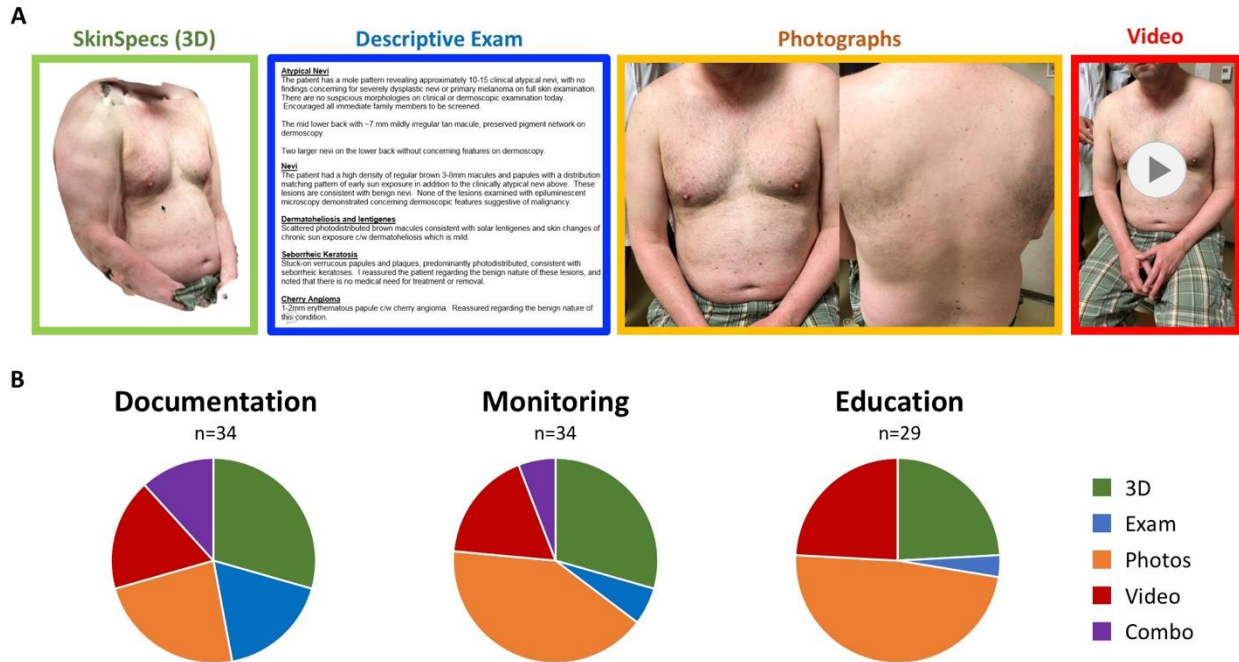 A
SkinSpecs (3D)
Descriptive Exam
Photographs
Video
Atypical Nevi
The patient has a mole pattern revealing approximately 10-15 clinical atypical nevi, with no
findings concerning for severely dysplastic nevi or primary melanoma on full skin examination.
There are no suspicious morphologies on clinical or dermoscopic examination today.
Encouraged all immediate family members to be screened.
The mid lower back with ~7 mm mildly irregular tan macule, preserved pigment network on
dermoscopy.
Two larger nevi on the lower back without concerning features on dermoscopy.
Nevi
The patient had a high density of regular brown 3-8mm macules and papules with a distribution
matching pattern of early sun exposure in addition to the clinically atypical nevi above. These
lesions are consistent with benign nevi. None of the lesions examined with epiluminescent
microscopy demonstrated concerning dermoscopic features suggestive of malignancy.
Dermatoheliosis and lentigenes
Scattered photodistributed brown macules consistent with solar lentigenes and skin changes of
chronic sun exposure c/w dermatoheliosis which is mild.
Seborrheic Keratosis
Stuck-on verrucous papules and plaques, predominantly photodistributed, consistent with
seborrheic keratoses. I reassured the patient regarding the benign nature of these lesions, and
noted that there is no medical need for treatment or removal.
Cherry Angioma
1-2mm erythematous papule c/w cherry angioma. Reassured regarding the benign nature of
this condition.
B
Documentation
n=34
Monitoring
n=34
Education
n=29
3D
Exam
Photos
Video
Combo